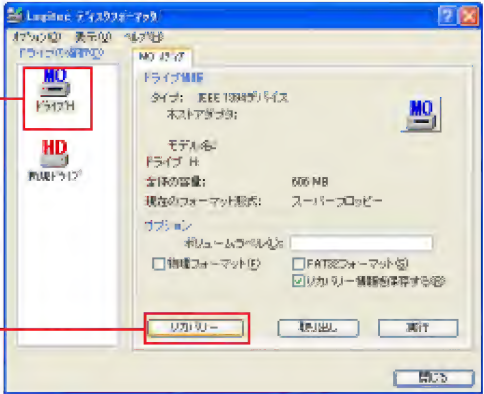 Logitec ディスクフォーマッタ
オプション(O) 表示(V) ヘルプ(H)
ドライブの選択(D)
MO
ドライブH
HD
新規ドライブ
MO メディア
ドライブ情報
タイプ: IEEE 1394デバイス
ホストアダプタ:
MO
モデル名:
ドライブ H:
全体の容量: 606 MB
現在のフォーマット形式: スーパーフロッピー
オプション
ボリュームラベル(L):
物理フォーマット(P)
FAT32フォーマット(S)
リカバリー情報を保存する(R)
リカバリー
取り出し
実行
閉じる